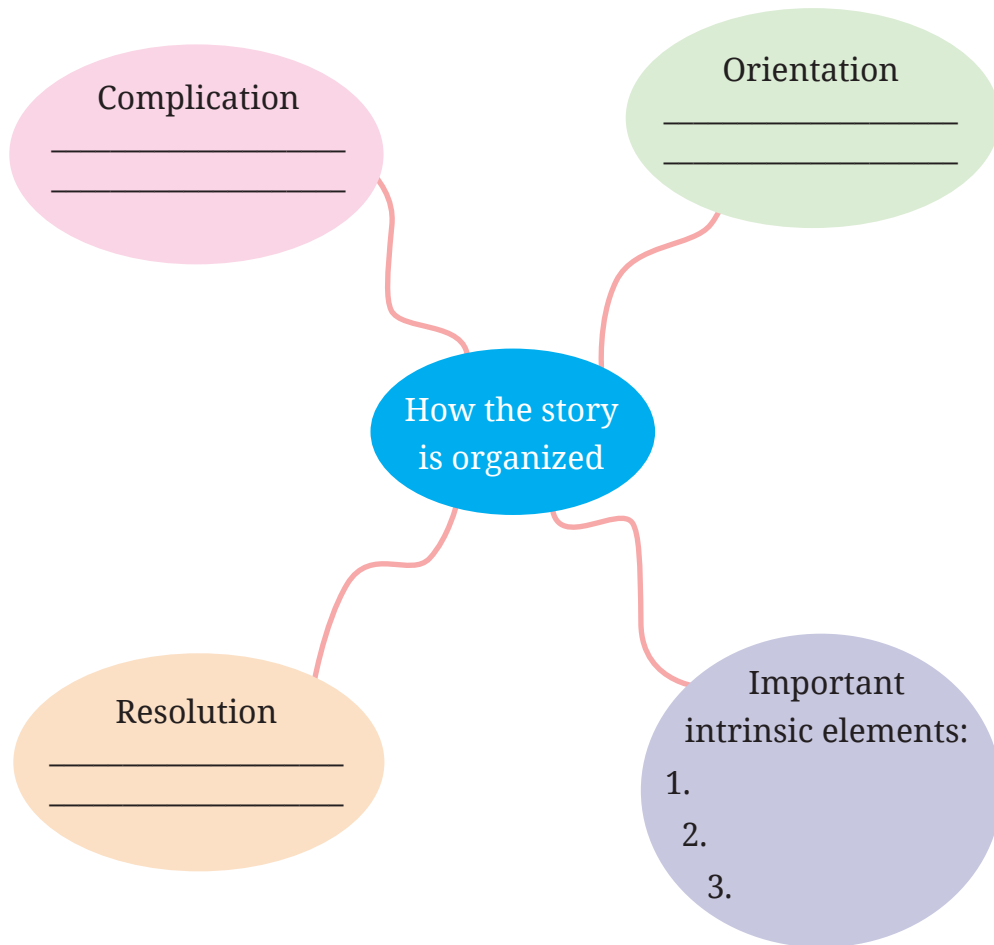 Complication
Orientation
How the story
is organized
Resolution
Important
intrinsic elements:
1.
2.
3.